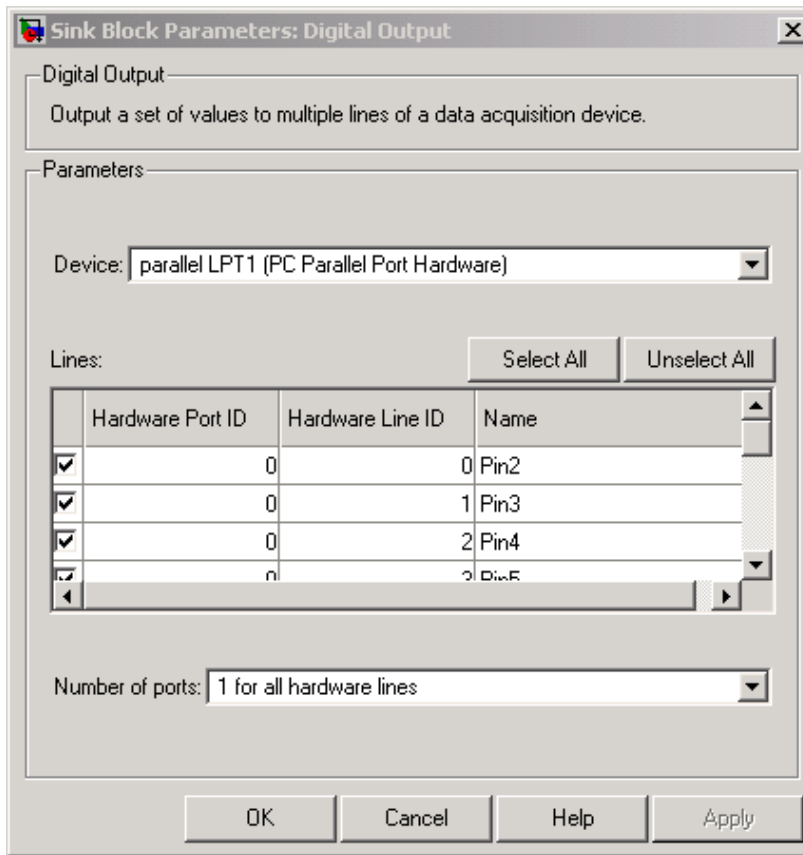 Sink Block Parameters: Digital Output
Digital Output
Output a set of values to multiple lines of a data acquisition device.
Parameters
Device: parallel LPT1 (PC Parallel Port Hardware)
Lines: Select All Unselect All
Hardware Port ID Hardware Line ID Name
0 0 Pin2
0 1 Pin3
0 2 Pin4
0 3 Pin5
Number of ports: 1 for all hardware lines
OK Cancel Help Apply